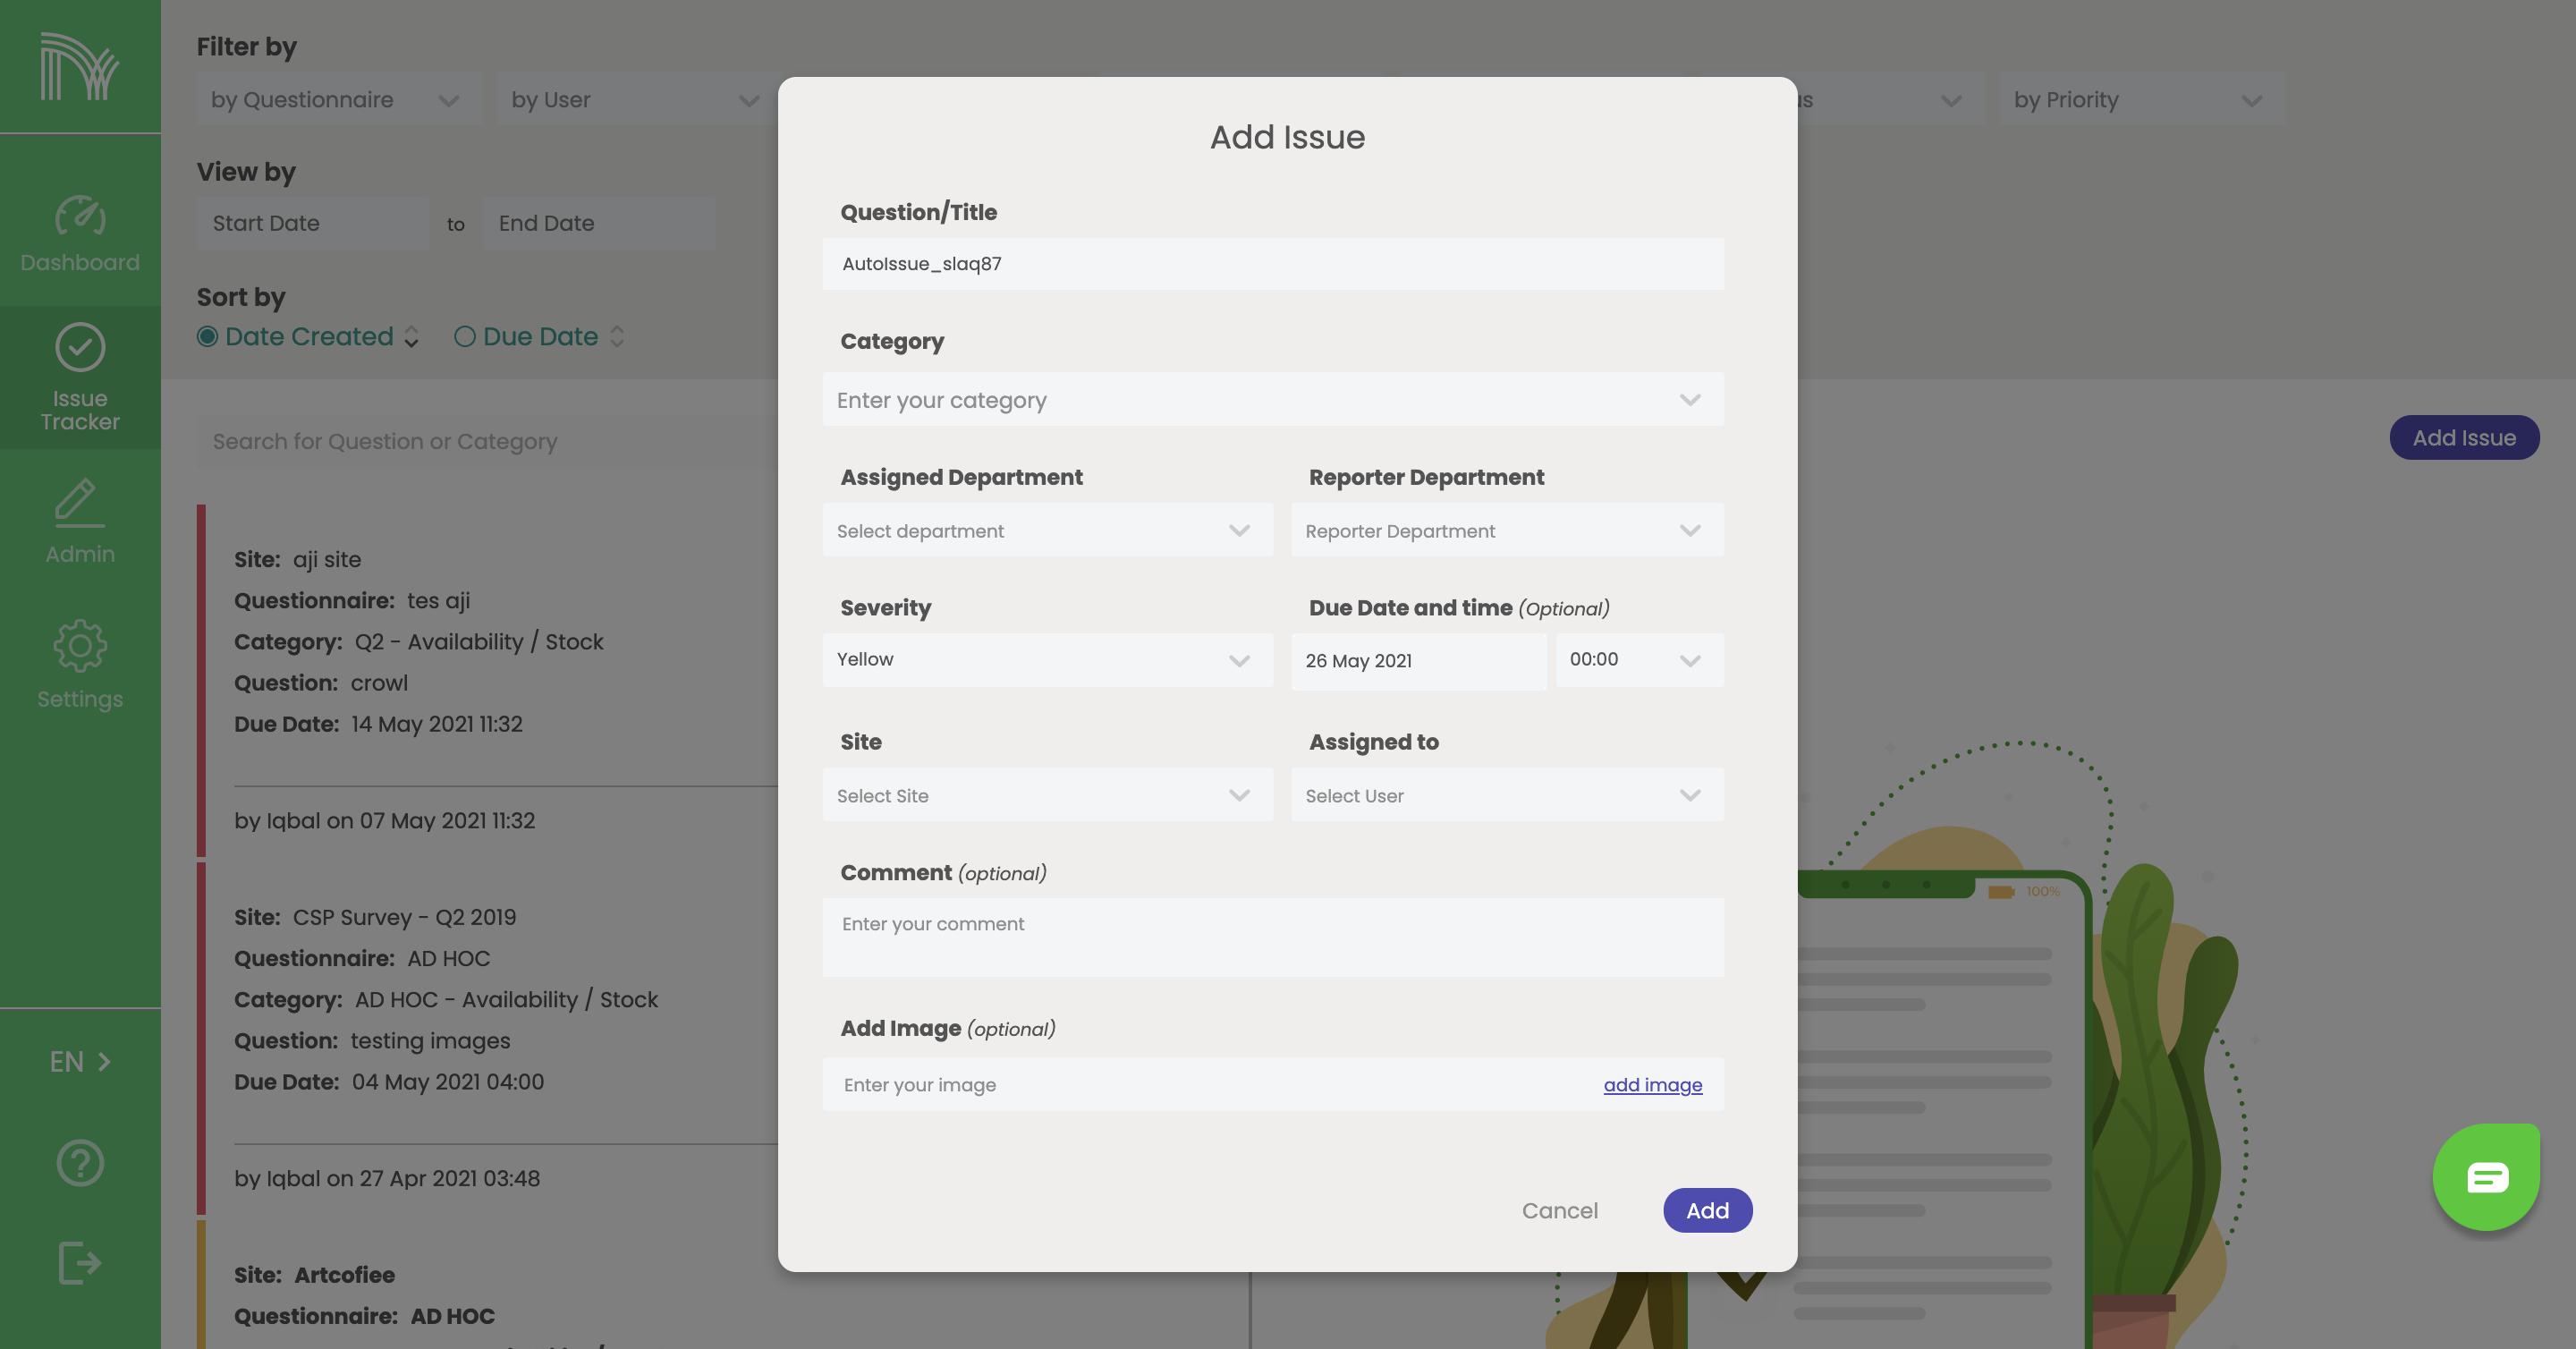 Filter by
by Questionnaire
by User
by Priority
View by
Start Date
to
End Date
Sort by
Date Created
Due Date
Dashboard
Issue
Tracker
Admin
Settings
EN
Search for Question or Category
Add Issue
Site: aji site
Questionnaire: tes aji
Category: Q2 - Availability / Stock
Question: crowl
Due Date: 14 May 2021 11:32
by Iqbal on 07 May 2021 11:32
Site: CSP Survey - Q2 2019
Questionnaire: AD HOC
Category: AD HOC - Availability / Stock
Question: testing images
Due Date: 04 May 2021 04:00
by Iqbal on 27 Apr 2021 03:48
Site: Artcofiee
Questionnaire: AD HOC
Add Issue
Question/Title
AutoIssue_slaq87
Category
Enter your category
Assigned Department
Reporter Department
Select department
Reporter Department
Severity
Due Date and time (Optional)
Yellow
26 May 2021
00:00
Site
Assigned to
Select Site
Select User
Comment (optional)
Enter your comment
Add Image (optional)
Enter your image
add image
Cancel
Add
100%